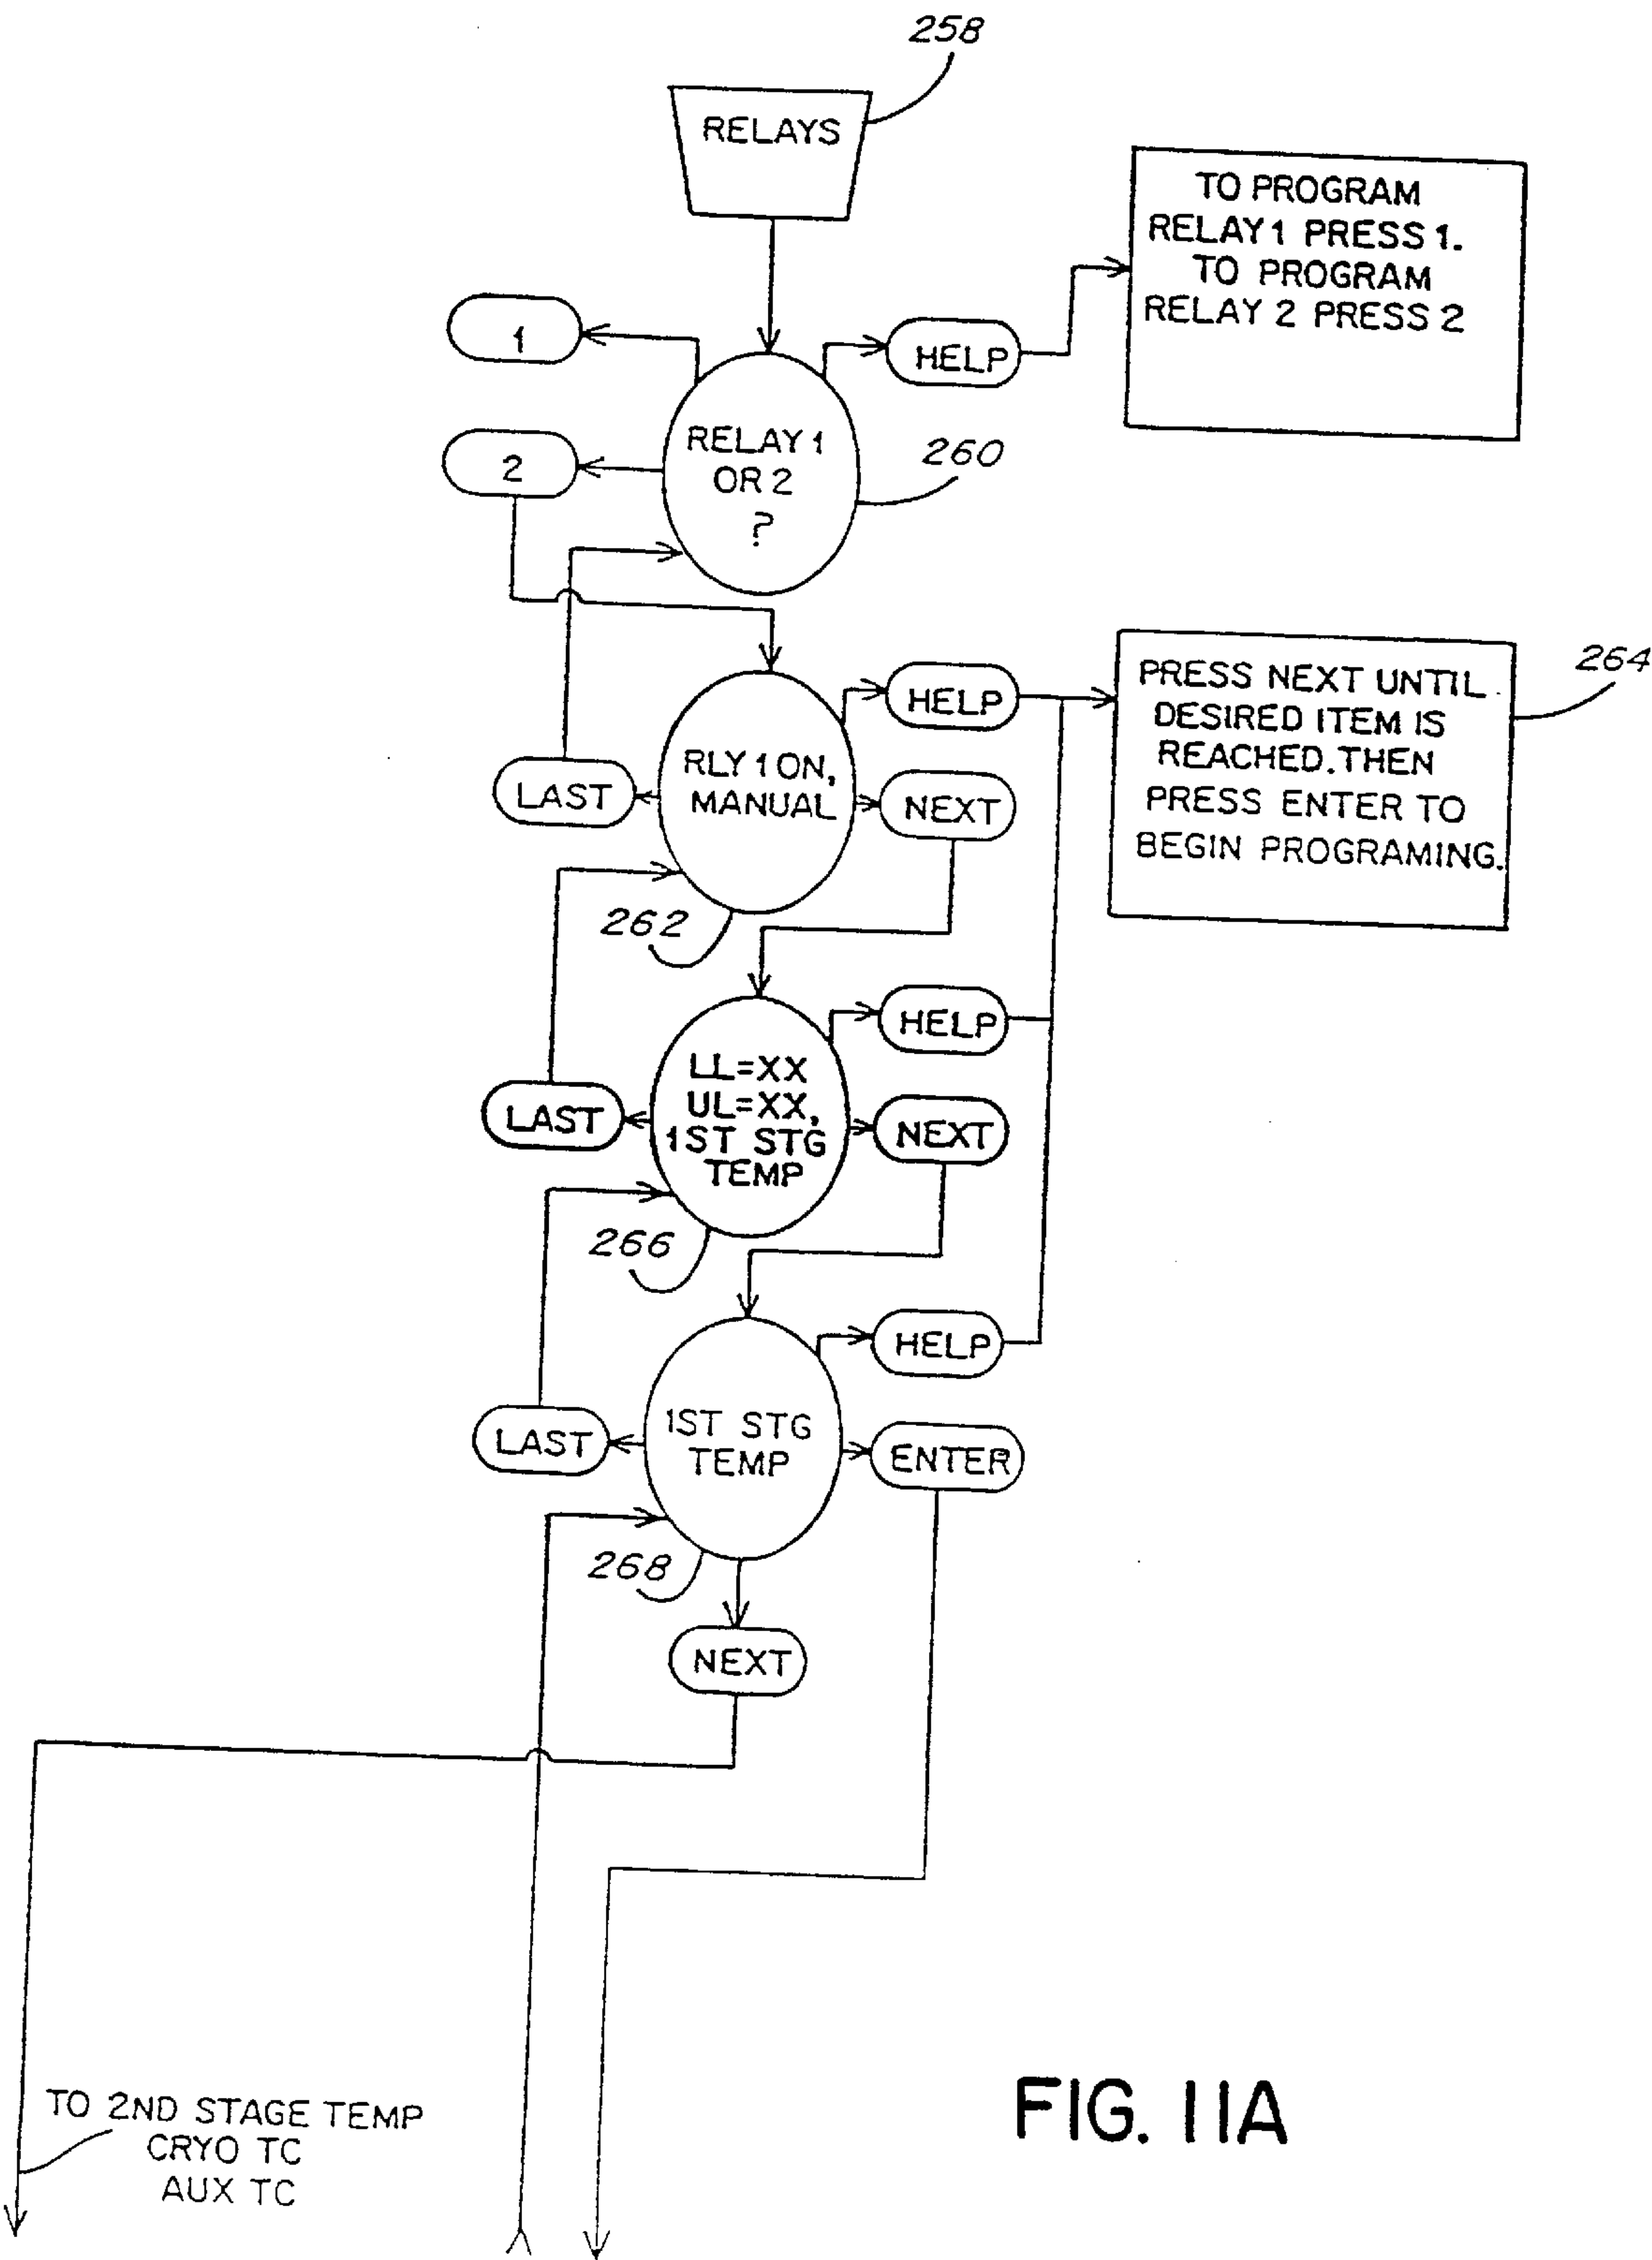 258
RELAYS
TO PROGRAM
RELAY 1 PRESS 1.
TO PROGRAM
RELAY 2 PRESS 2
1
HELP
2
RELAY 1
OR 2
?
260
HELP
PRESS NEXT UNTIL
DESIRED ITEM IS
REACHED. THEN
PRESS ENTER TO
BEGIN PROGRAMING.
264
LAST
RLY 1 ON,
MANUAL
NEXT
262
HELP
LAST
LL=XX
UL=XX,
1ST STG
TEMP
NEXT
266
HELP
LAST
1ST STG
TEMP
ENTER
268
NEXT
TO 2ND STAGE TEMP
CRYO TC
AUX TC
FIG. 11A